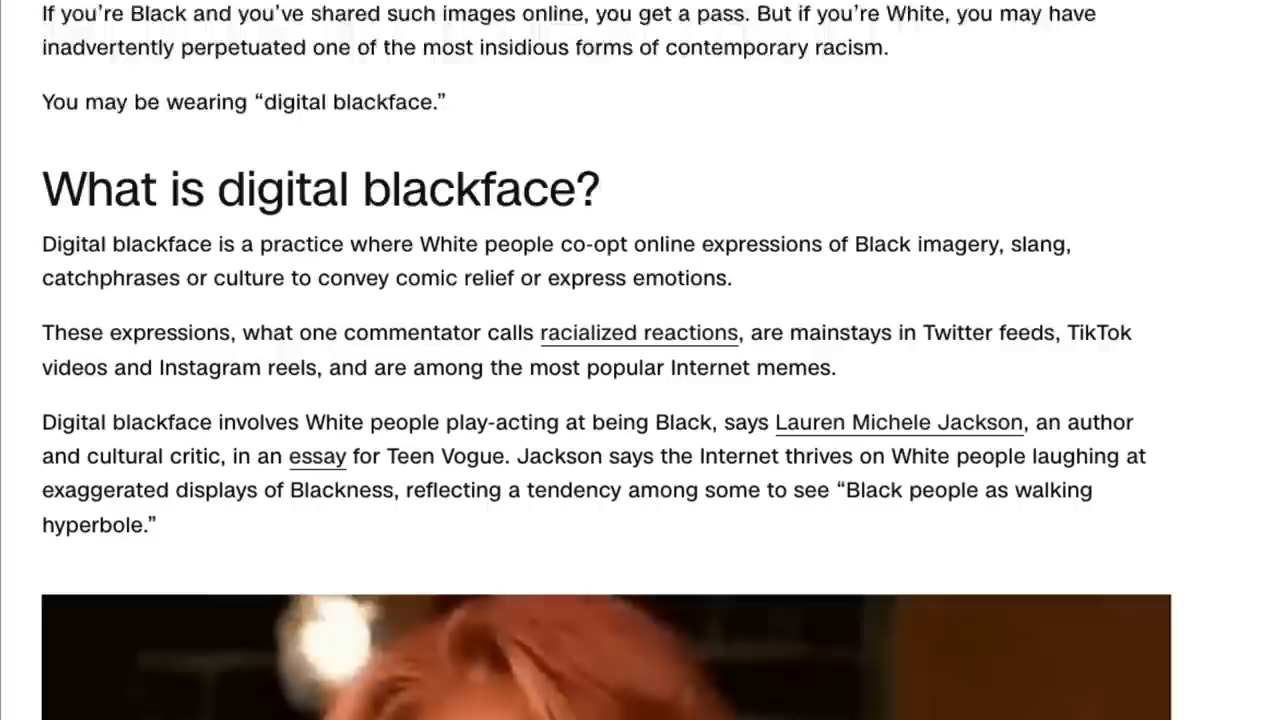 If you’re Black and you’ve shared such images online, you get a pass. But if you’re White, you may have
inadvertently perpetuated one of the most insidious forms of contemporary racism.
You may be wearing “digital blackface.”
What is digital blackface?
Digital blackface is a practice where White people co-opt online expressions of Black imagery, slang,
catchphrases or culture to convey comic relief or express emotions.
These expressions, what one commentator calls racialized reactions, are mainstays in Twitter feeds, TikTok
videos and Instagram reels, and are among the most popular Internet memes.
Digital blackface involves White people play-acting at being Black, says Lauren Michele Jackson, an author
and cultural critic, in an essay for Teen Vogue. Jackson says the Internet thrives on White people laughing at
exaggerated displays of Blackness, reflecting a tendency among some to see “Black people as walking
hyperbole.”